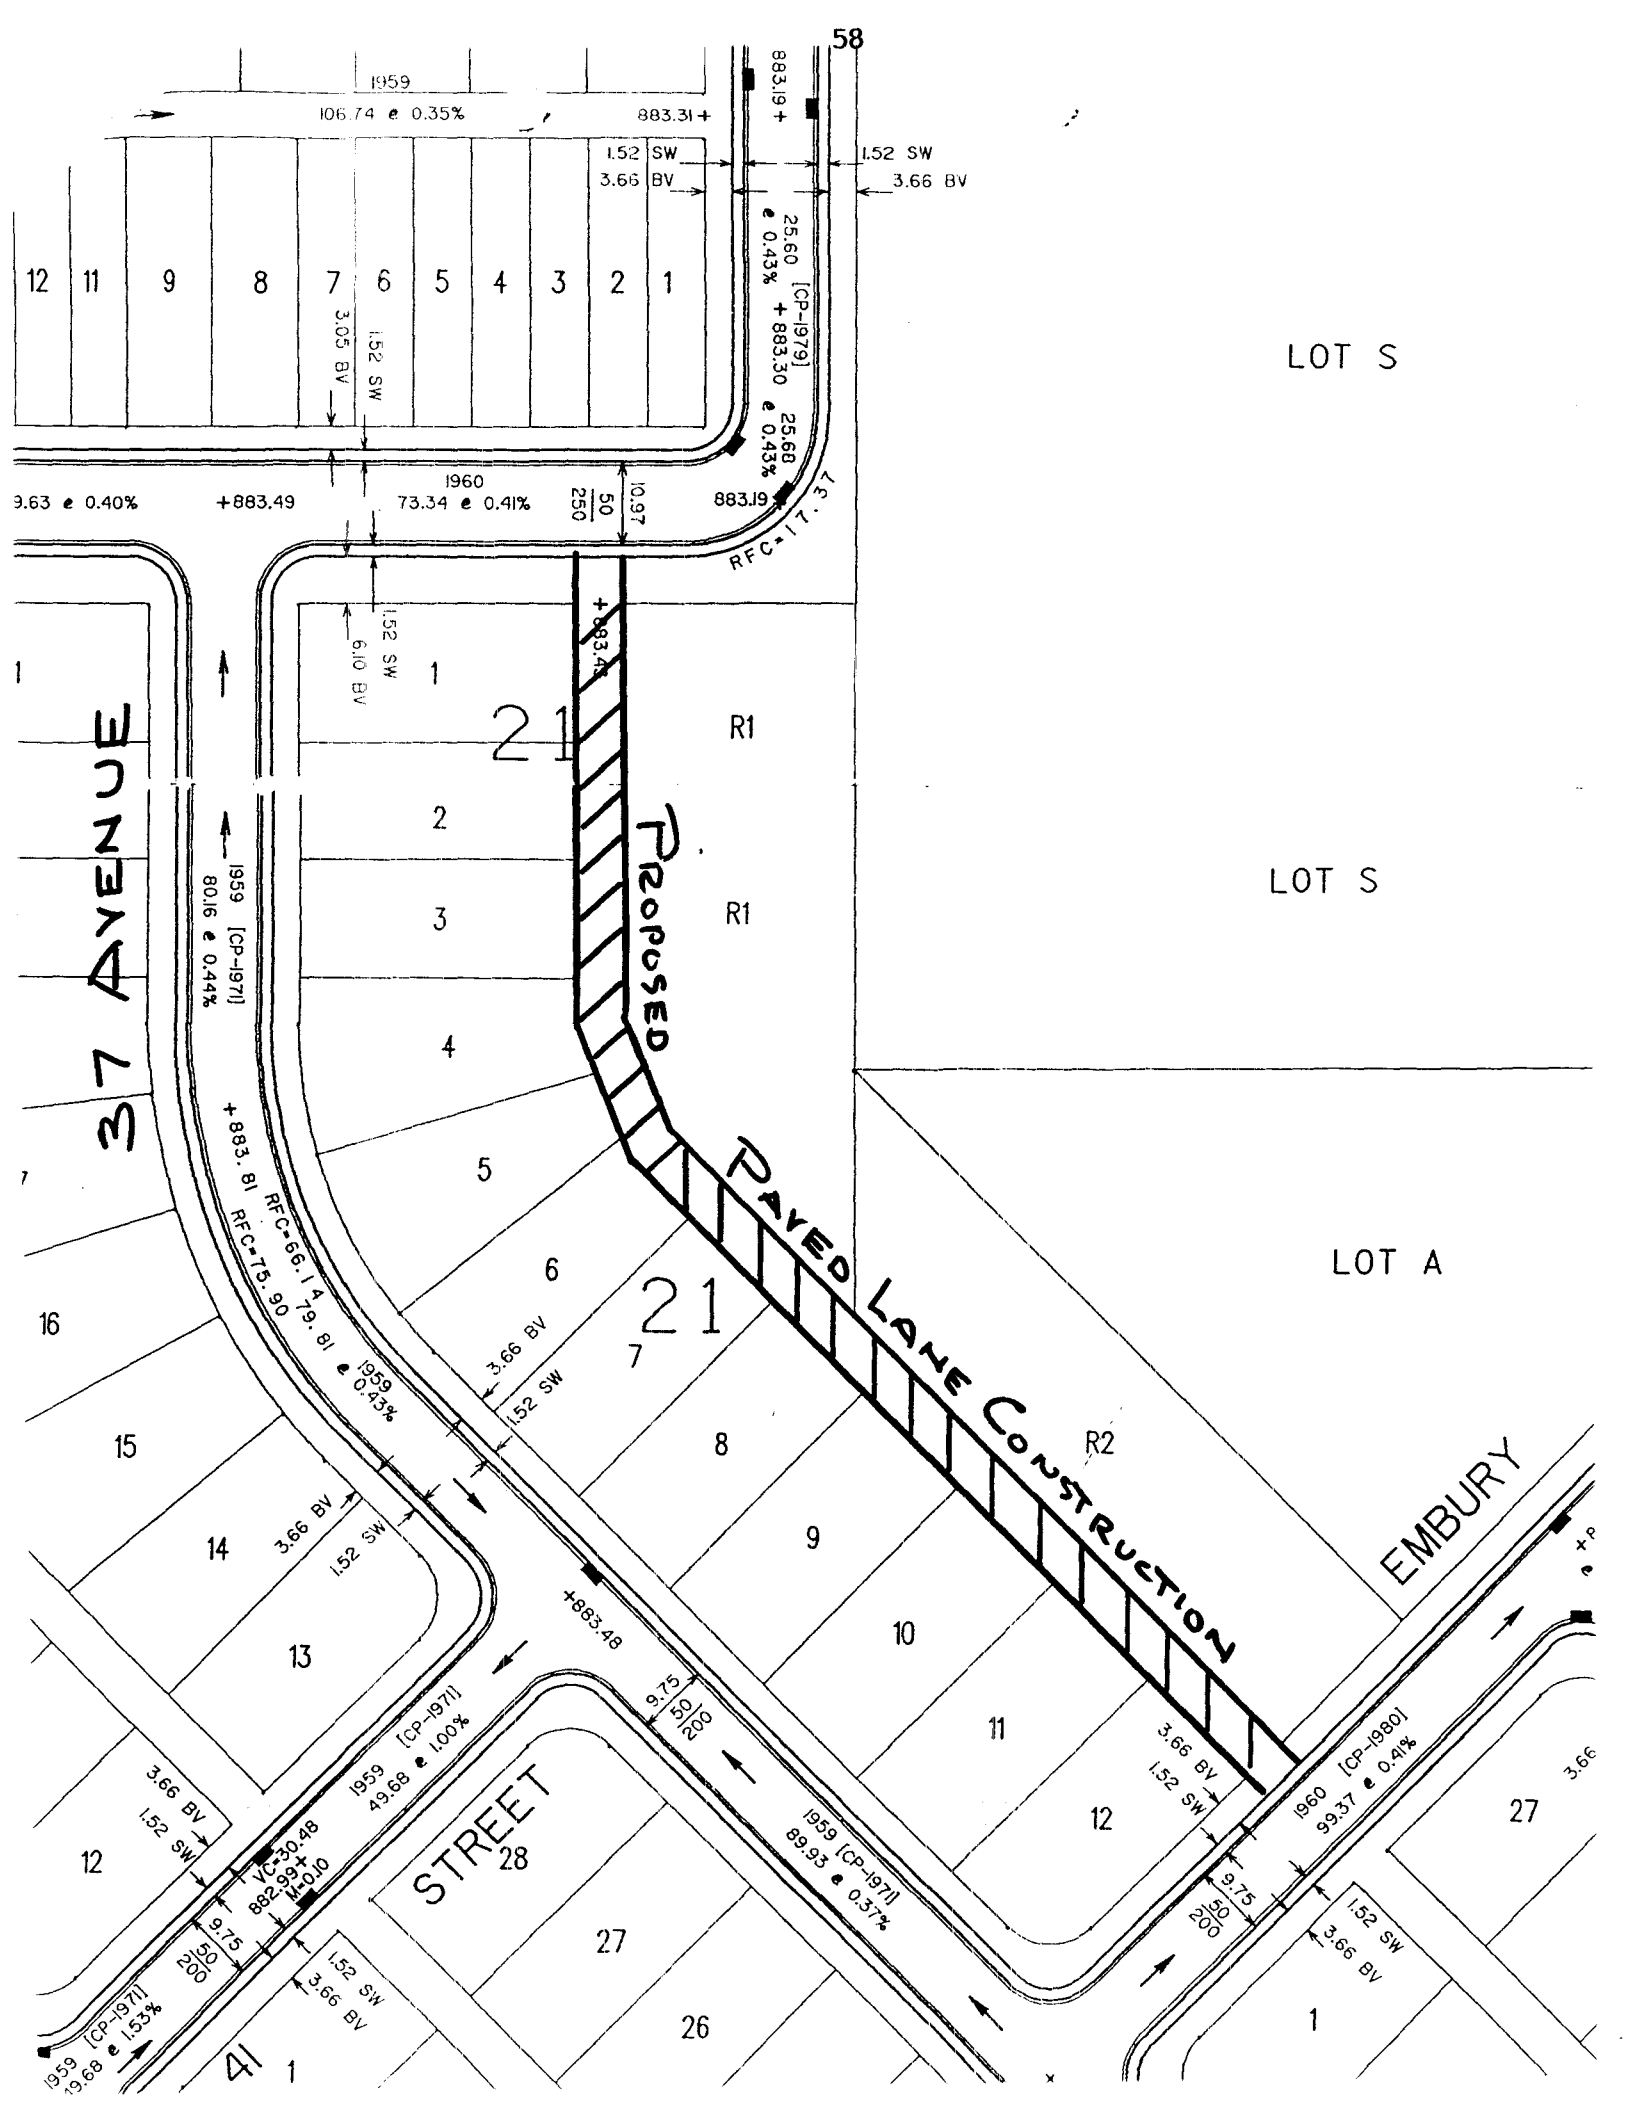 58
1959
106.74 e 0.35%
883.31+
883.19 +
1.52 SW
3.66 BV
1.52 SW
3.66 BV
25.60 [CP-1979]
e 0.43% + 883.30
25.68
e 0.43%
12 11 9 8 7 6 5 4 3 2 1
3.05 BV
1.52 SW
LOT S
1960
9.63 e 0.40%
+883.49
73.34 e 0.41%
50
250
10.97
883.19
RFC=17.37
1.52 SW
6.10 BV
1
1
21
R1
37 AVENUE
2
PROPOSED
1959 [CP-1971]
80.16 e 0.44%
3
R1
LOT S
4
+883.81
RFC=66.14
79.81 e 0.43%
1959
RFC=75.90
5
PAVED LANE CONSTRUCTION
6
21
7
LOT A
16
3.66 BV
1.52 SW
15
8
R2
EMBURY
14
3.66 BV
1.52 SW
9
+883.48
13
10
9.75
50
200
11
1959 [CP-1971]
49.68 e 1.00%
STREET
28
3.66 BV
1.52 SW
12
1960 [CP-1980]
99.37 e 0.41%
27
3.66
3.66 BV
1.52 SW
12
VC=30.48
882.99+
M=0.10
1959 [CP-1971]
89.93 e 0.37%
9.75
50
200
9.75
50
200
27
1.52 SW
3.66 BV
1.52 SW
3.66 BV
26
1
1959 [CP-1971]
19.68 e 1.53%
41
1